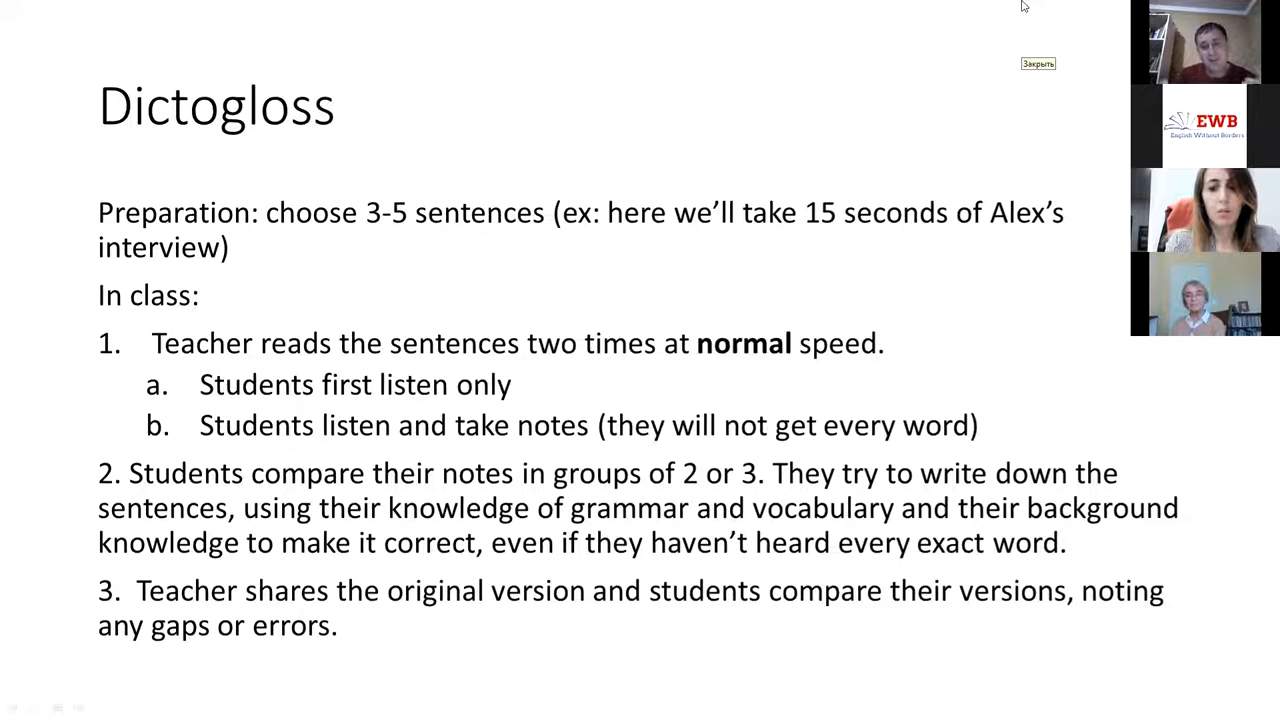 Закрыть
Dictogloss
EWB
English Without Borders
Preparation: choose 3-5 sentences (ex: here we’ll take 15 seconds of Alex’s
interview)
In class:
1. Teacher reads the sentences two times at normal speed.
a. Students first listen only
b. Students listen and take notes (they will not get every word)
2. Students compare their notes in groups of 2 or 3. They try to write down the
sentences, using their knowledge of grammar and vocabulary and their background
knowledge to make it correct, even if they haven’t heard every exact word.
3. Teacher shares the original version and students compare their versions, noting
any gaps or errors.